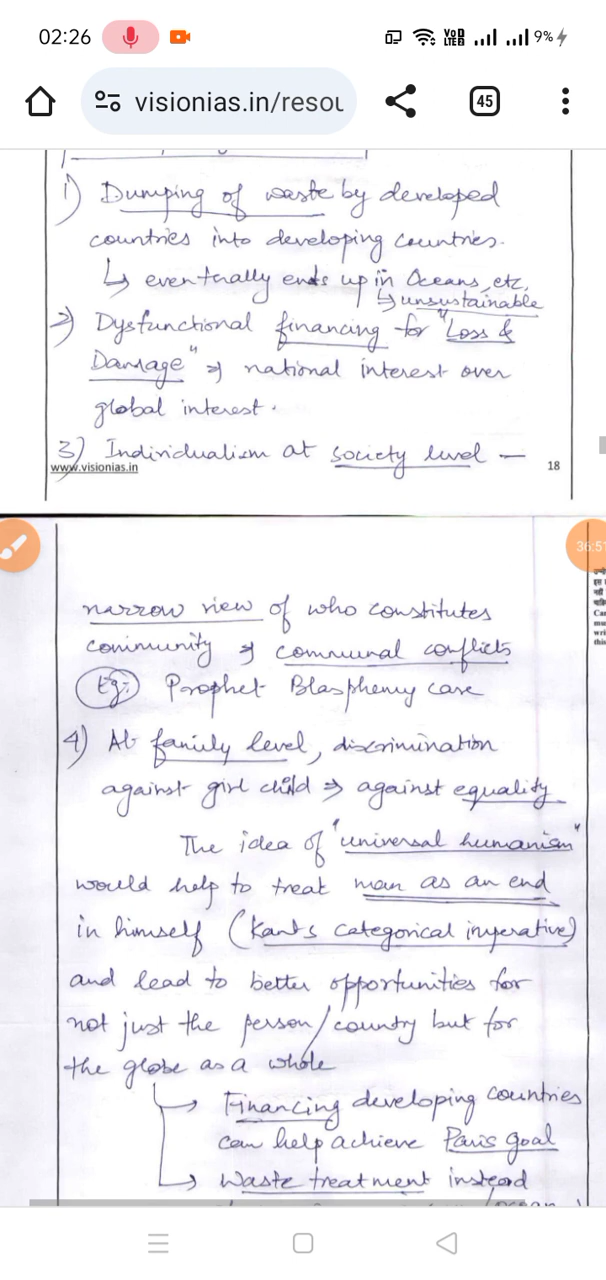 02:26
VoD LTE2 9%
visionias.in/resou
45
1) Dumping of waste by developed
countries into developing countries.
↳ eventually ends up in Oceans, etc.
↳ unsustainable
2) Dysfunctional financing for "Loss &
Damage" ⇒ national interest over
global interest.
3) Individualism at society level —
www.visionias.in
18
36:51
narrow view of who constitutes
community ⇒ communal conflicts
Eg: Prophet Blasphemy case
4) At family level, discrimination
against girl child ⇒ against equality
The idea of "universal humanism"
would help to treat man as an end
in himself (Kant's categorical imperative)
and lead to better opportunities for
not just the person/country but for
the globe as a whole
→ Financing developing countries
can help achieve Paris goal
→ Waste treatment instead